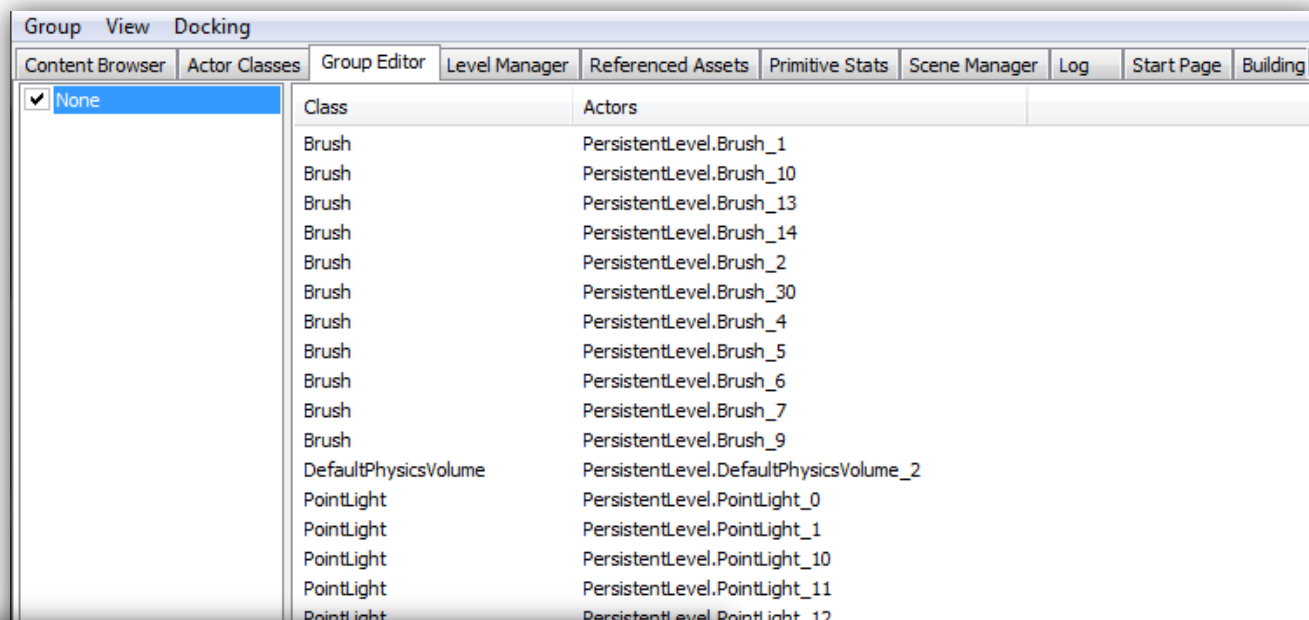 Group View Docking
Content Browser Actor Classes Group Editor Level Manager Referenced Assets Primitive Stats Scene Manager Log Start Page Building
None
Class Actors
Brush PersistentLevel.Brush_1
Brush PersistentLevel.Brush_10
Brush PersistentLevel.Brush_13
Brush PersistentLevel.Brush_14
Brush PersistentLevel.Brush_2
Brush PersistentLevel.Brush_30
Brush PersistentLevel.Brush_4
Brush PersistentLevel.Brush_5
Brush PersistentLevel.Brush_6
Brush PersistentLevel.Brush_7
Brush PersistentLevel.Brush_9
DefaultPhysicsVolume PersistentLevel.DefaultPhysicsVolume_2
PointLight PersistentLevel.PointLight_0
PointLight PersistentLevel.PointLight_1
PointLight PersistentLevel.PointLight_10
PointLight PersistentLevel.PointLight_11
PointLight PersistentLevel.PointLight_12